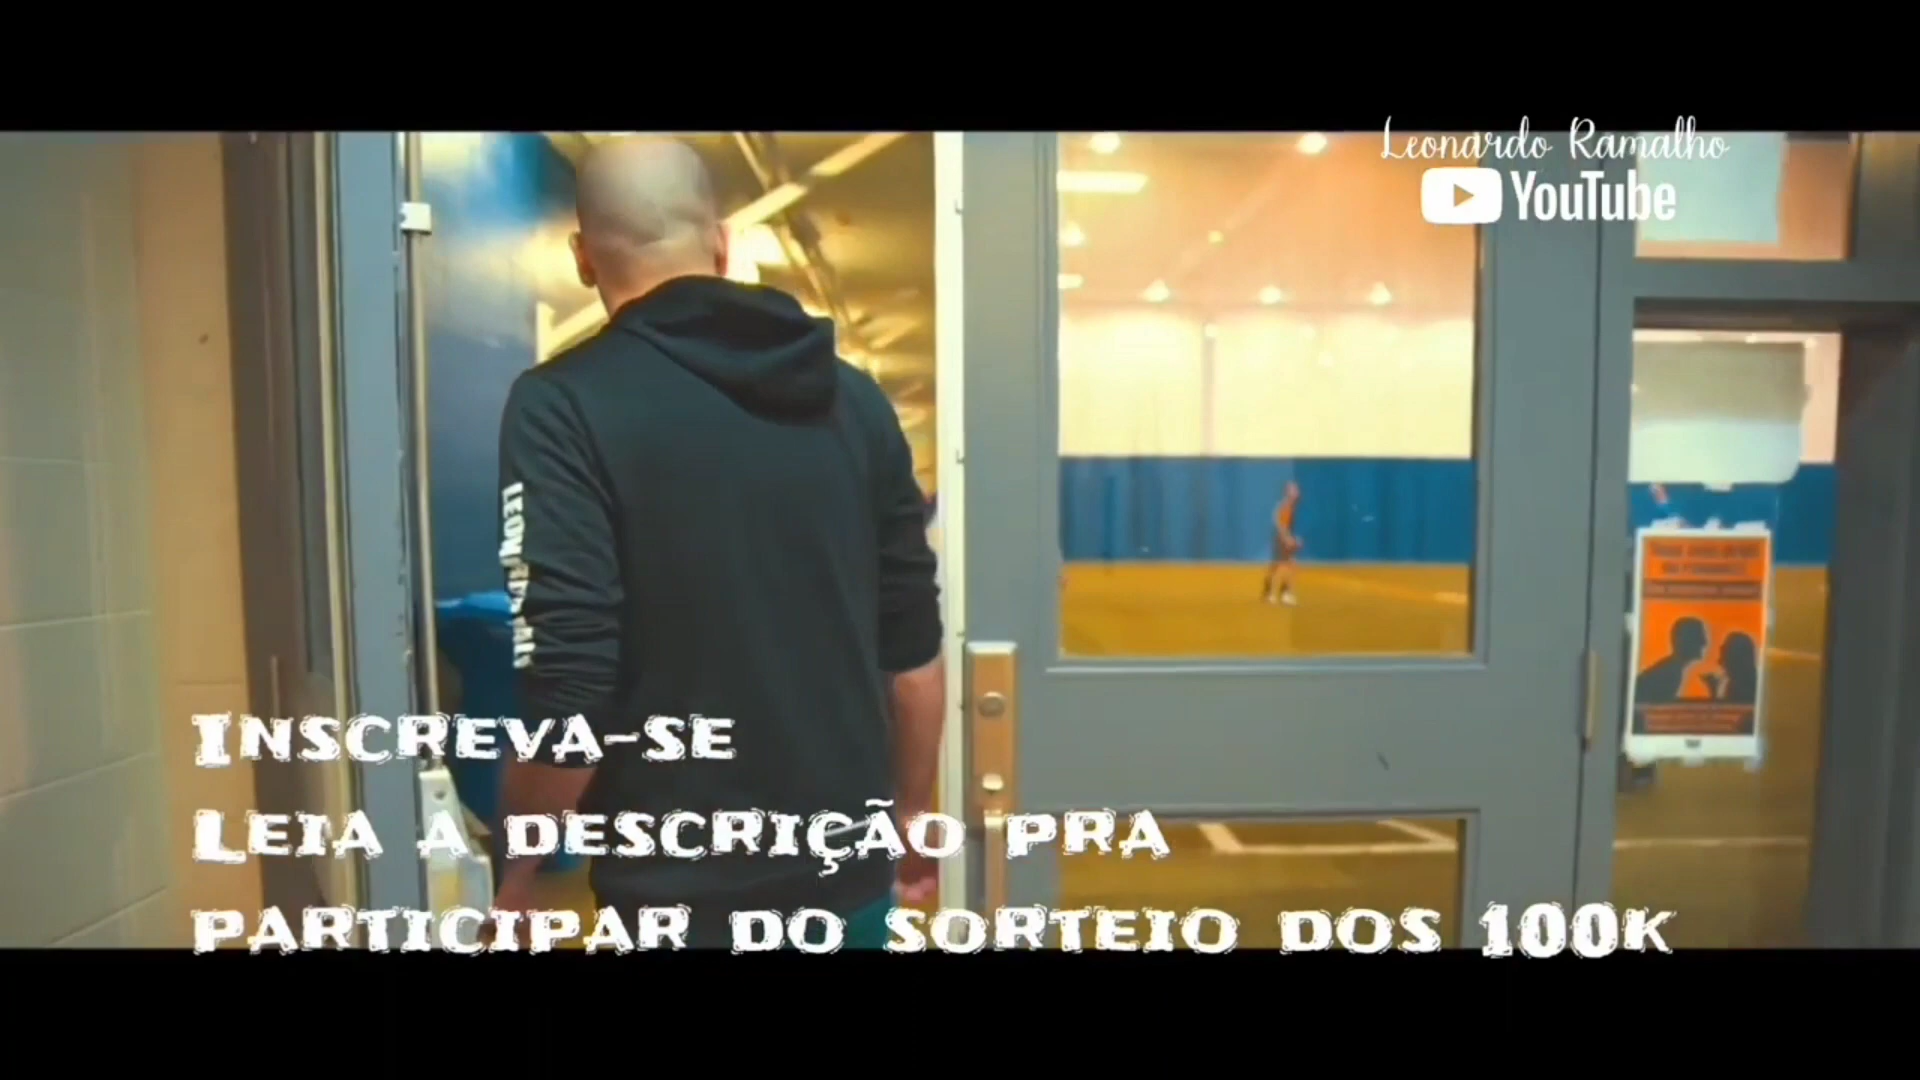 Leonardo Ramalho
YouTube
Inscreva-se
Leia a descrição pra
participar do sorteio dos 100k